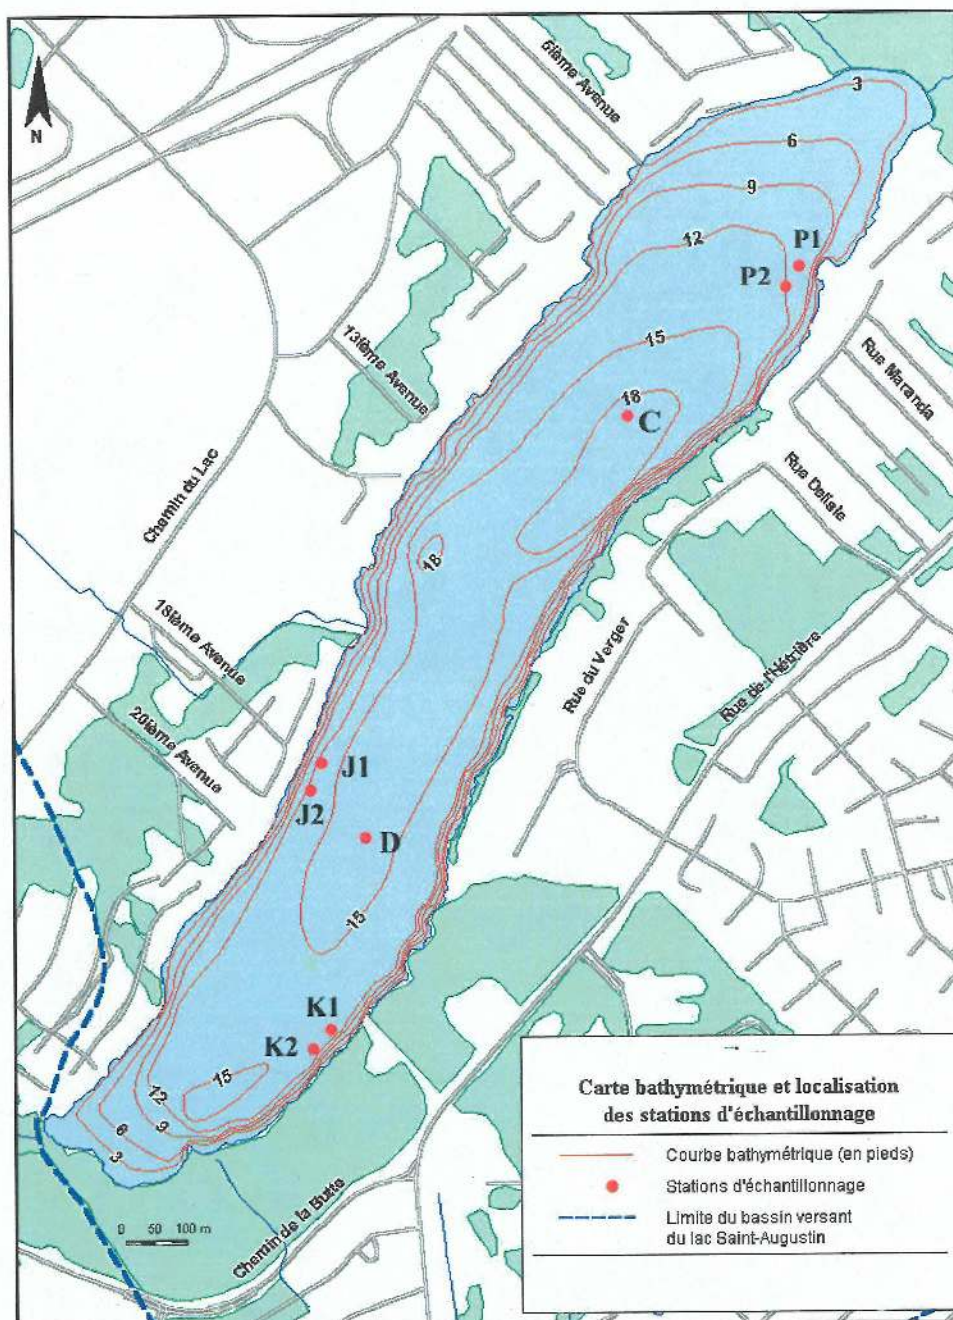 N
6ième Avenue
3
6
9
12
P1
P2
15
13ième Avenue
Rue Maranda
18
C
Chemin du Lac
Rue Delisle
18
18ième Avenue
Rue du Verger
Rue de l'Hêtrière
20ième Avenue
J1
J2
D
15
K1
K2
15
12
9
6
3
Chemin de la Butte
0 50 100 m
Carte bathymétrique et localisation
des stations d'échantillonnage
Courbe bathymétrique (en pieds)
Stations d'échantillonnage
Limite du bassin versant
du lac Saint-Augustin